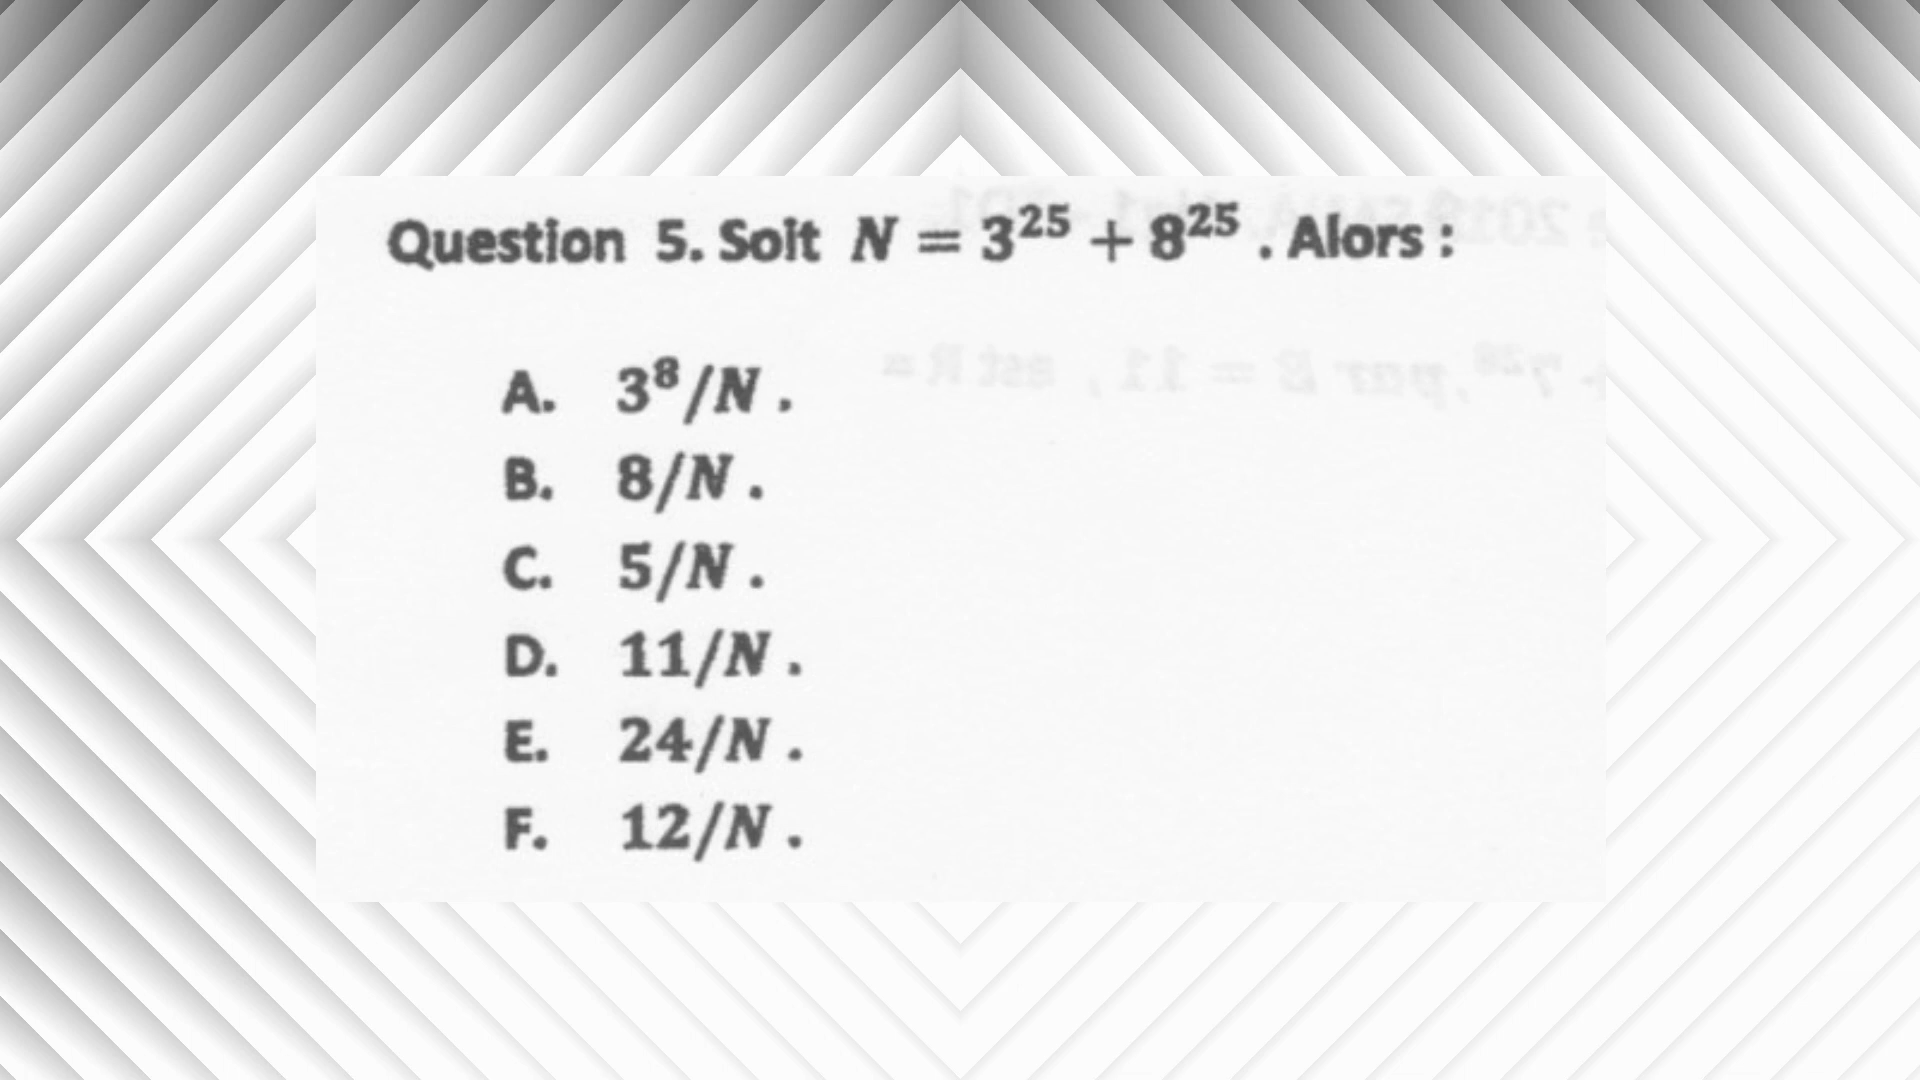 Question 5. Soit N = 3²⁵ + 8²⁵ . Alors :
A. 3⁸/N .
B. 8/N .
C. 5/N .
D. 11/N .
E. 24/N .
F. 12/N .